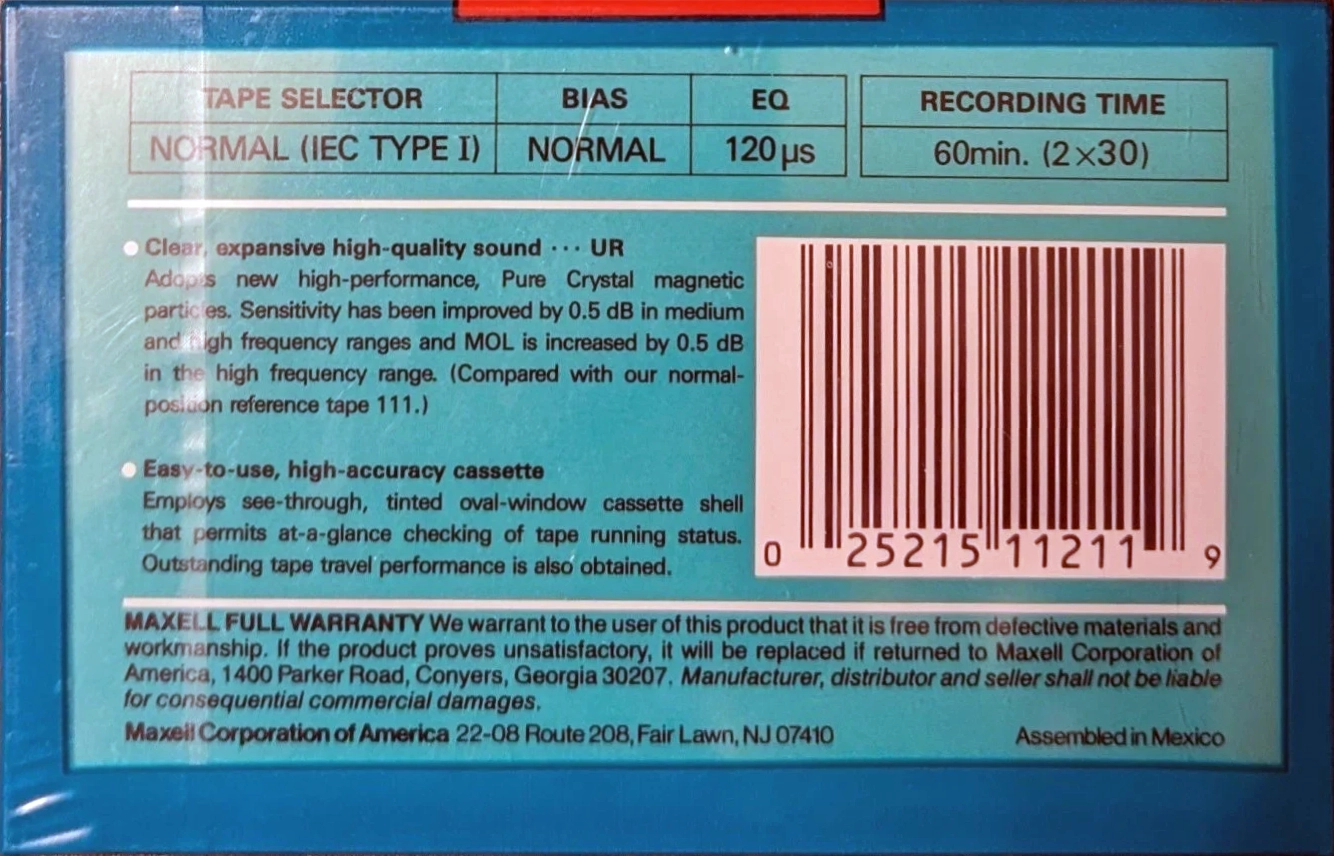 TAPE SELECTOR BIAS EQ RECORDING TIME
NORMAL (IEC TYPE I) NORMAL 120 µs 60min. (2×30)
Clear, expansive high-quality sound ··· UR
Adopts new high-performance, Pure Crystal magnetic
particles. Sensitivity has been improved by 0.5 dB in medium
and high frequency ranges and MOL is increased by 0.5 dB
in the high frequency range. (Compared with our normal-
position reference tape 111.)
Easy-to-use, high-accuracy cassette
Employs see-through, tinted oval-window cassette shell
that permits at-a-glance checking of tape running status.
Outstanding tape travel performance is also obtained.
0 25215 11211 9
MAXELL FULL WARRANTY We warrant to the user of this product that it is free from defective materials and
workmanship. If the product proves unsatisfactory, it will be replaced if returned to Maxell Corporation of
America, 1400 Parker Road, Conyers, Georgia 30207. Manufacturer, distributor and seller shall not be liable
for consequential commercial damages.
Maxell Corporation of America 22-08 Route 208, Fair Lawn, NJ 07410 Assembled in Mexico